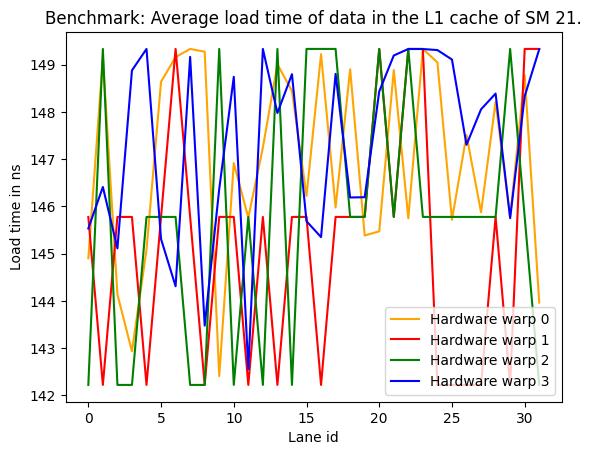 Benchmark: Average load time of data in the L1 cache of SM 21.
149
148
147
146
145
144
143
142
Load time in ns
0 5 10 15 20 25 30
Lane id
Hardware warp 0
Hardware warp 1
Hardware warp 2
Hardware warp 3